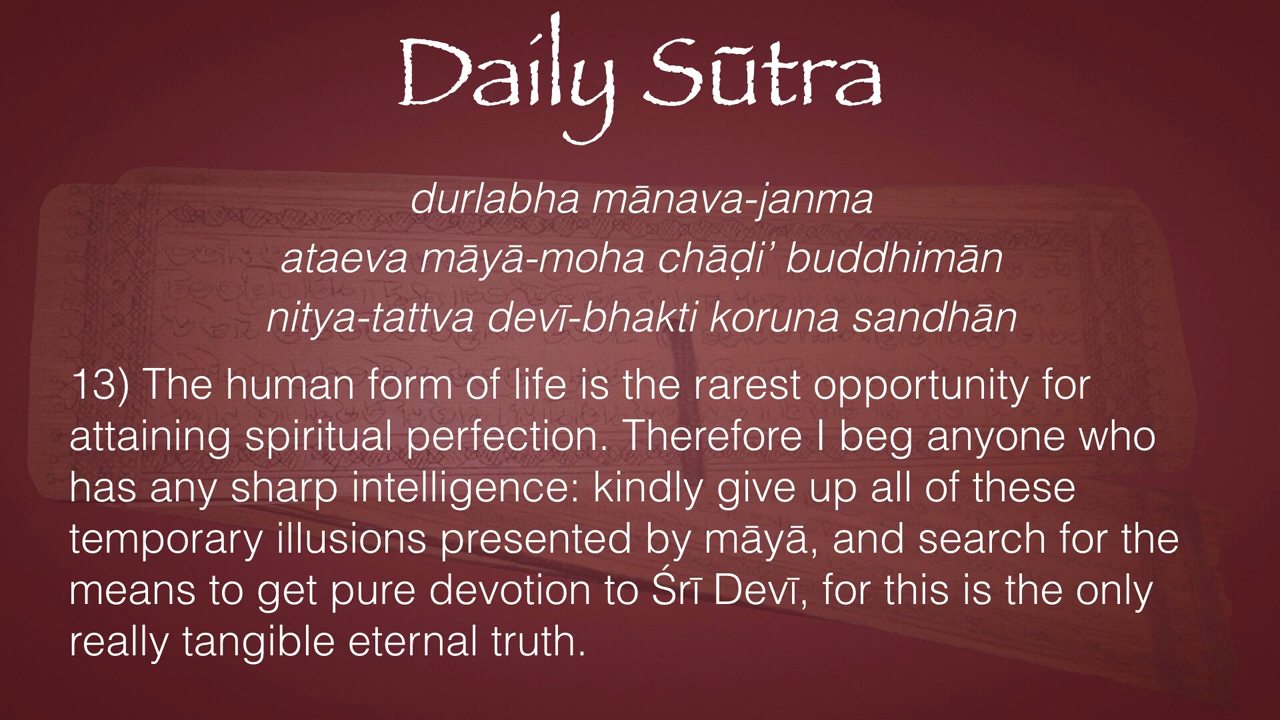 Daily Sūtra
durlabha mānava-janma
ataeva māyā-moha chāḍi’ buddhimān
nitya-tattva devī-bhakti koruna sandhān
13) The human form of life is the rarest opportunity for
attaining spiritual perfection. Therefore I beg anyone who
has any sharp intelligence: kindly give up all of these
temporary illusions presented by māyā, and search for the
means to get pure devotion to Śrī Devī, for this is the only
really tangible eternal truth.